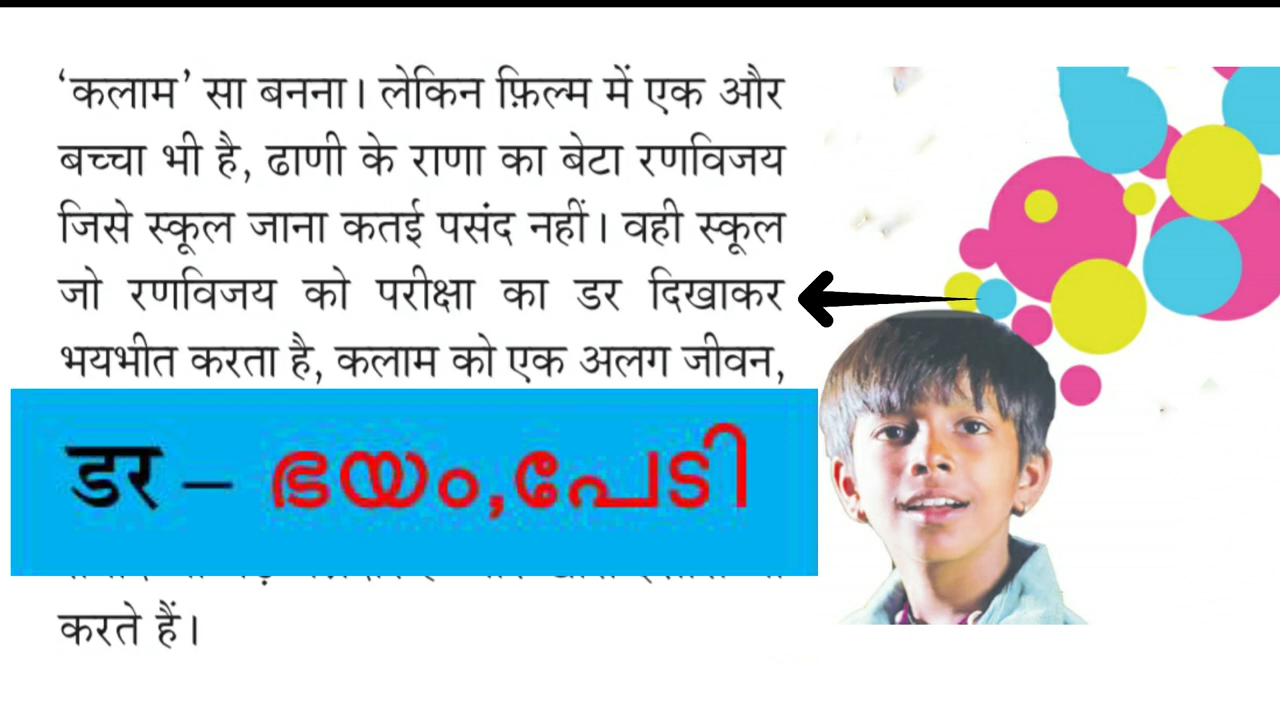 ‘कलाम’ सा बनना। लेकिन फ़िल्म में एक और
बच्चा भी है, ढाणी के राणा का बेटा रणविजय
जिसे स्कूल जाना कतई पसंद नहीं। वही स्कूल
जो रणविजय को परीक्षा का डर दिखाकर
भयभीत करता है, कलाम को एक अलग जीवन,
डर – ഭയം,പേടി
करते हैं।